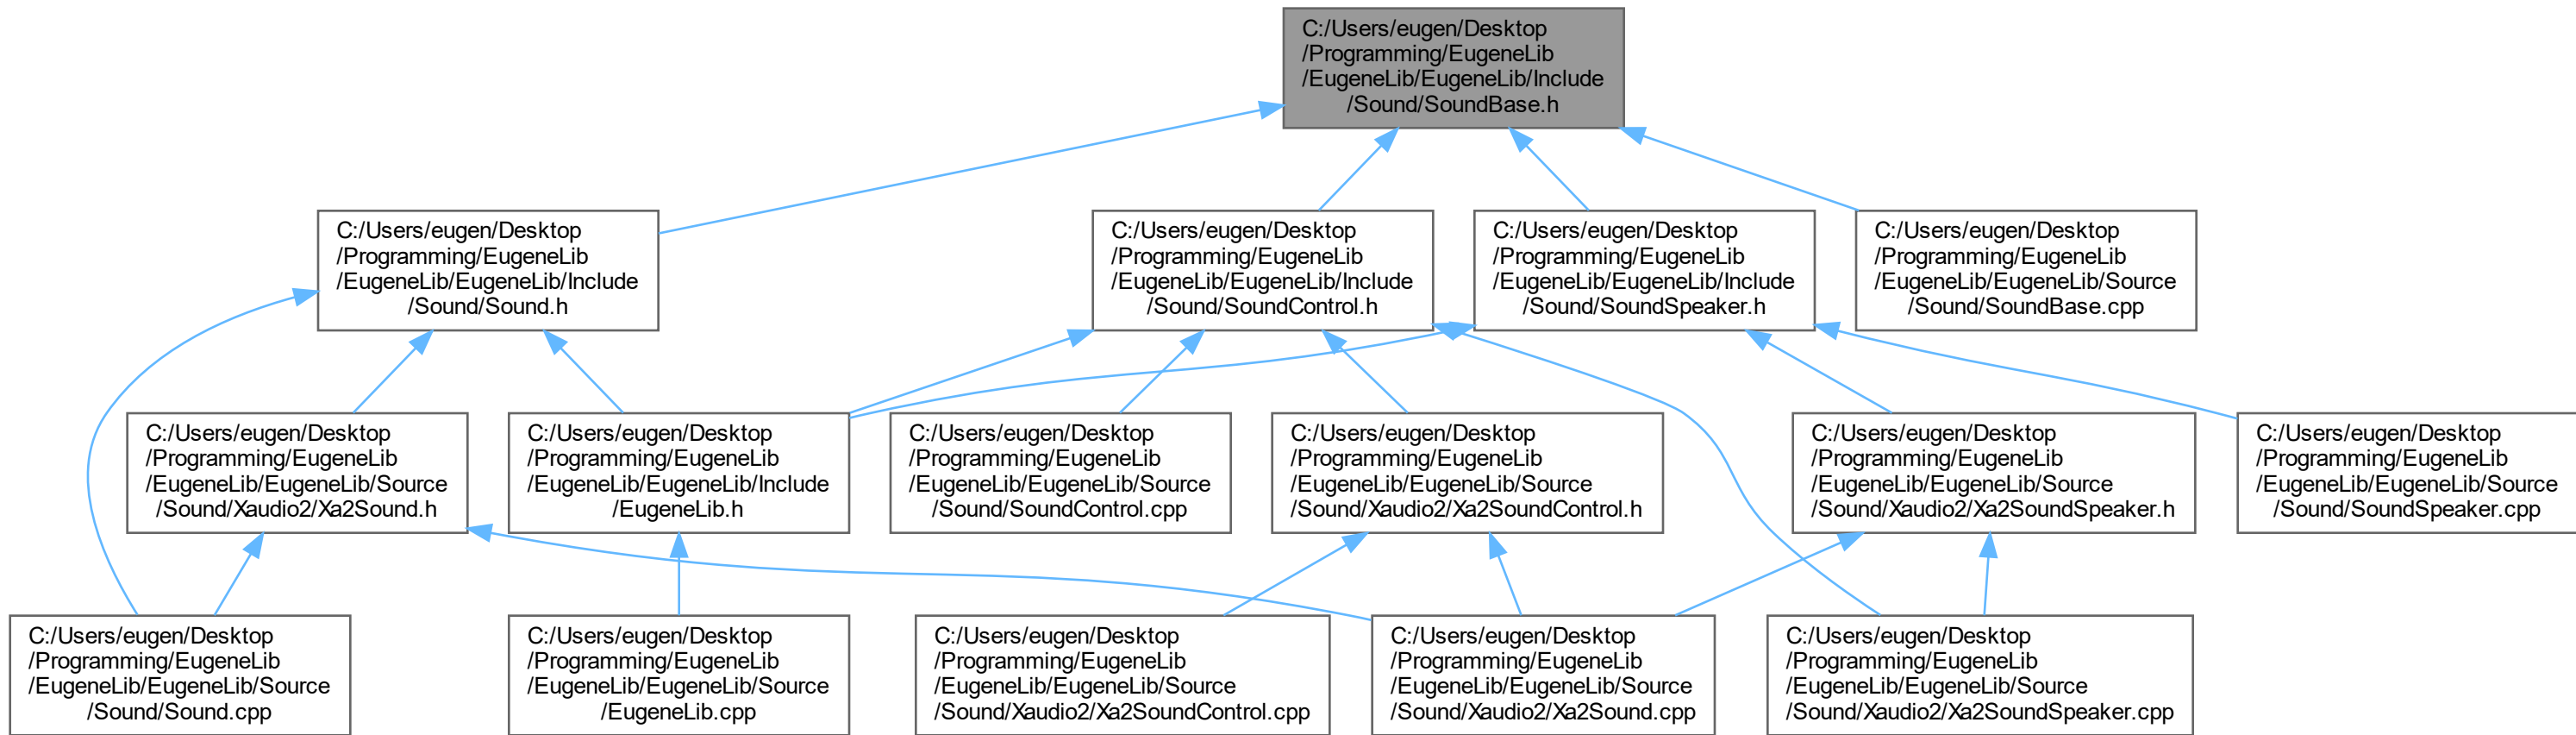 C:/Users/eugen/Desktop
/Programming/EugeneLib
/EugeneLib/EugeneLib/Include
/Sound/SoundBase.h
C:/Users/eugen/Desktop
/Programming/EugeneLib
/EugeneLib/EugeneLib/Include
/Sound/Sound.h
C:/Users/eugen/Desktop
/Programming/EugeneLib
/EugeneLib/EugeneLib/Include
/Sound/SoundControl.h
C:/Users/eugen/Desktop
/Programming/EugeneLib
/EugeneLib/EugeneLib/Include
/Sound/SoundSpeaker.h
C:/Users/eugen/Desktop
/Programming/EugeneLib
/EugeneLib/EugeneLib/Source
/Sound/SoundBase.cpp
C:/Users/eugen/Desktop
/Programming/EugeneLib
/EugeneLib/EugeneLib/Source
/Sound/Xaudio2/Xa2Sound.h
C:/Users/eugen/Desktop
/Programming/EugeneLib
/EugeneLib/EugeneLib/Include
/EugeneLib.h
C:/Users/eugen/Desktop
/Programming/EugeneLib
/EugeneLib/EugeneLib/Source
/Sound/SoundControl.cpp
C:/Users/eugen/Desktop
/Programming/EugeneLib
/EugeneLib/EugeneLib/Source
/Sound/Xaudio2/Xa2SoundControl.h
C:/Users/eugen/Desktop
/Programming/EugeneLib
/EugeneLib/EugeneLib/Source
/Sound/Xaudio2/Xa2SoundSpeaker.h
C:/Users/eugen/Desktop
/Programming/EugeneLib
/EugeneLib/EugeneLib/Source
/Sound/SoundSpeaker.cpp
C:/Users/eugen/Desktop
/Programming/EugeneLib
/EugeneLib/EugeneLib/Source
/Sound/Sound.cpp
C:/Users/eugen/Desktop
/Programming/EugeneLib
/EugeneLib/EugeneLib/Source
/EugeneLib.cpp
C:/Users/eugen/Desktop
/Programming/EugeneLib
/EugeneLib/EugeneLib/Source
/Sound/Xaudio2/Xa2SoundControl.cpp
C:/Users/eugen/Desktop
/Programming/EugeneLib
/EugeneLib/EugeneLib/Source
/Sound/Xaudio2/Xa2Sound.cpp
C:/Users/eugen/Desktop
/Programming/EugeneLib
/EugeneLib/EugeneLib/Source
/Sound/Xaudio2/Xa2SoundSpeaker.cpp